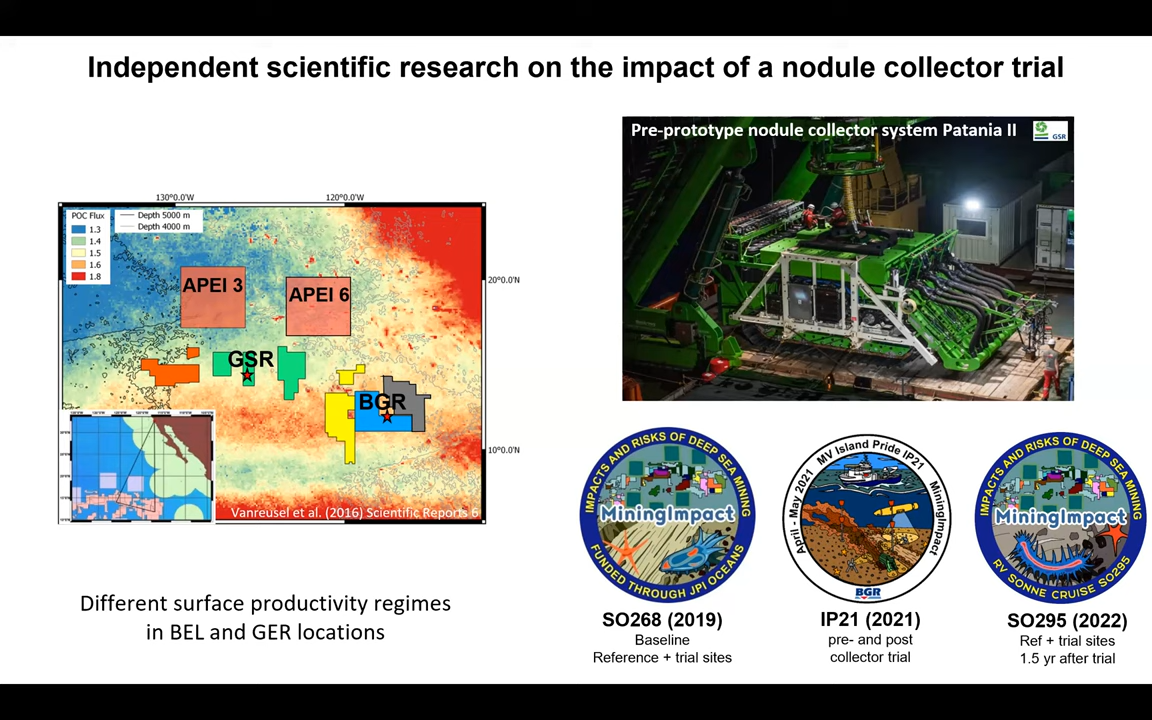 Independent scientific research on the impact of a nodule collector trial
Pre-prototype nodule collector system Patania II
GSR
130°0.0'W
120°0.0'W
POC Flux
1.3
1.4
1.5
1.6
1.8
Depth 5000 m
Depth 4000 m
20°0.0'N
10°0.0'N
APEI 3
APEI 6
GSR
BGR
Vanreusel et al. (2016) Scientific Reports 6
Different surface productivity regimes
in BEL and GER locations
IMPACTS AND RISKS OF DEEP SEA MINING
MiningImpact
FUNDED THROUGH JPI OCEANS
SO268 (2019)
Baseline
Reference + trial sites
April - May 2021
MV Island Pride IP21
MiningImpact
BGR
IP21 (2021)
pre- and post
collector trial
IMPACTS AND RISKS OF DEEP SEA MINING
MiningImpact
RV SONNE CRUISE SO295
SO295 (2022)
Ref + trial sites
1.5 yr after trial